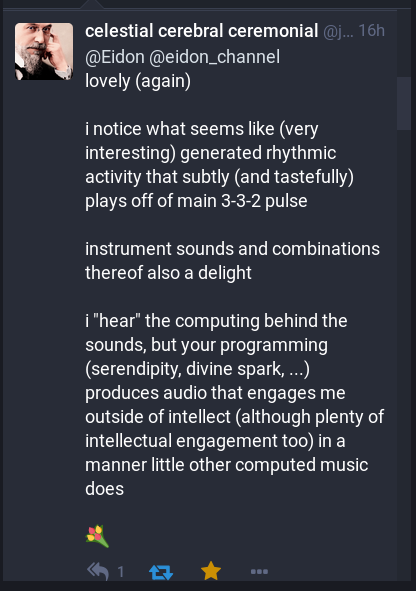 celestial cerebral ceremonial @j... 16h
@Eidon @eidon_channel
lovely (again)
i notice what seems like (very
interesting) generated rhythmic
activity that subtly (and tastefully)
plays off of main 3-3-2 pulse
instrument sounds and combinations
thereof also a delight
i "hear" the computing behind the
sounds, but your programming
(serendipity, divine spark, ...)
produces audio that engages me
outside of intellect (although plenty of
intellectual engagement too) in a
manner little other computed music
does
💐
1